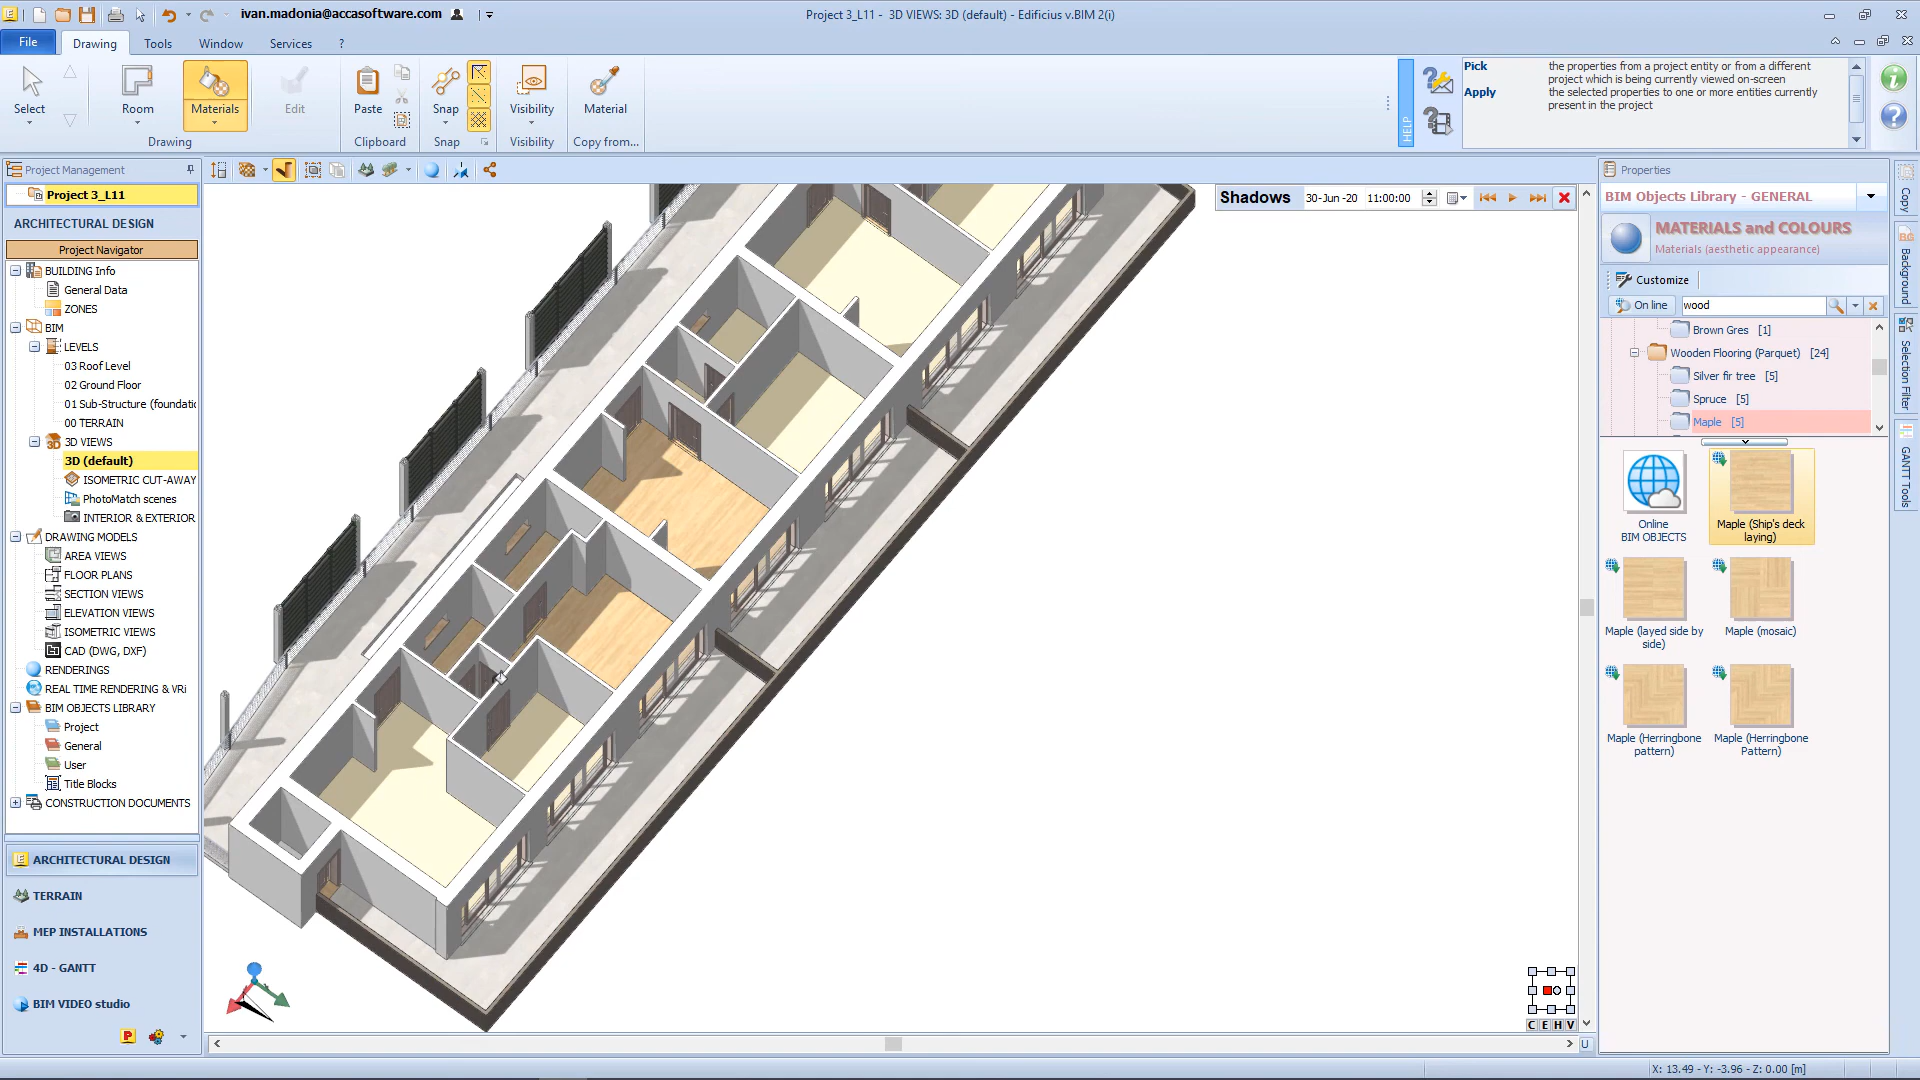 ivan.madonia@accasoftware.com
Project 3_L11 - 3D VIEWS: 3D (default) - Edificius v.BIM 2(i)
File
Drawing
Tools
Window
Services
?
Select
Room
Materials
Edit
Drawing
Paste
Clipboard
Snap
Snap
Visibility
Visibility
Material
Copy from...
HELP
Pick
the properties from a project entity or from a different
project which is being currently viewed on-screen
Apply
the selected properties to one or more entities currently
present in the project
Project Management
Project 3_L11
ARCHITECTURAL DESIGN
Project Navigator
BUILDING Info
General Data
ZONES
BIM
LEVELS
03 Roof Level
02 Ground Floor
01 Sub-Structure (foundatio
00 TERRAIN
3D VIEWS
3D (default)
ISOMETRIC CUT-AWAY
PhotoMatch scenes
INTERIOR & EXTERIOR
DRAWING MODELS
AREA VIEWS
FLOOR PLANS
SECTION VIEWS
ELEVATION VIEWS
ISOMETRIC VIEWS
CAD (DWG, DXF)
RENDERINGS
REAL TIME RENDERING & VRi
BIM OBJECTS LIBRARY
Project
General
User
Title Blocks
CONSTRUCTION DOCUMENTS
ARCHITECTURAL DESIGN
TERRAIN
MEP INSTALLATIONS
4D - GANTT
BIM VIDEO studio
Shadows
30-Jun -20
11:00:00
C E H V
U
Properties
BIM Objects Library - GENERAL
MATERIALS and COLOURS
Materials (aesthetic appearance)
Customize
On line
wood
Brown Gres [1]
Wooden Flooring (Parquet) [24]
Silver fir tree [5]
Spruce [5]
Maple [5]
Online
BIM OBJECTS
Maple (Ship's deck
laying)
Maple (layed side by
side)
Maple (mosaic)
Maple (Herringbone
pattern)
Maple (Herringbone
Pattern)
Copy
Background
Selection Filter
GANTT Tools
X: 13.49 - Y: -3.96 - Z: 0.00 [m]